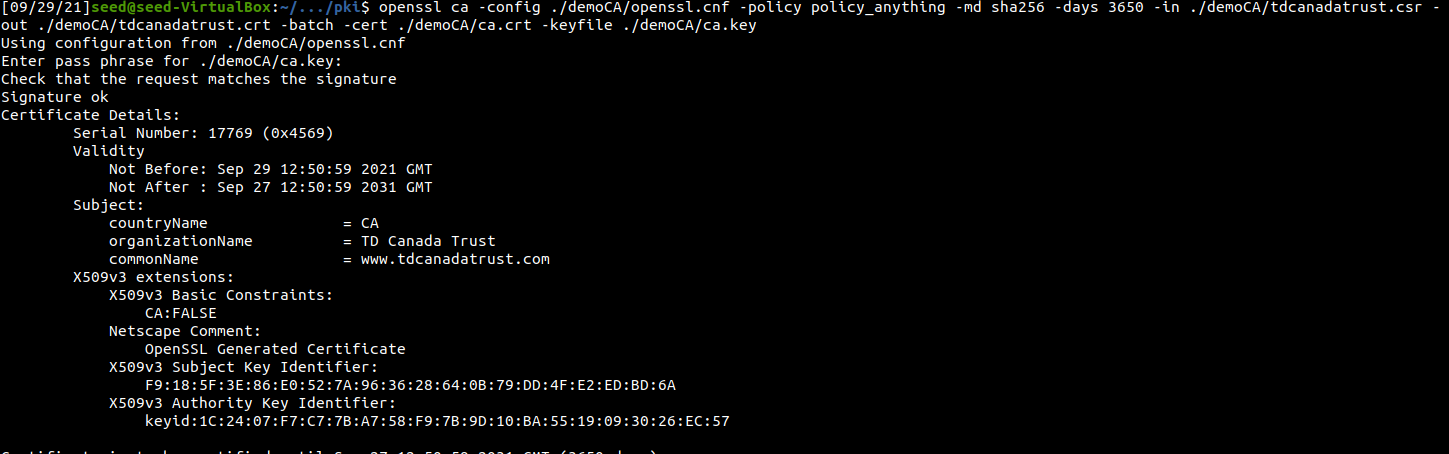 [09/29/21]seed@seed-VirtualBox:~/.../pki$ openssl ca -config ./demoCA/openssl.cnf -policy policy_anything -md sha256 -days 3650 -in ./demoCA/tdcanadatrust.csr -
out ./demoCA/tdcanadatrust.crt -batch -cert ./demoCA/ca.crt -keyfile ./demoCA/ca.key
Using configuration from ./demoCA/openssl.cnf
Enter pass phrase for ./demoCA/ca.key:
Check that the request matches the signature
Signature ok
Certificate Details:
        Serial Number: 17769 (0x4569)
        Validity
            Not Before: Sep 29 12:50:59 2021 GMT
            Not After : Sep 27 12:50:59 2031 GMT
        Subject:
            countryName               = CA
            organizationName          = TD Canada Trust
            commonName                = www.tdcanadatrust.com
        X509v3 extensions:
            X509v3 Basic Constraints:
                CA:FALSE
            Netscape Comment:
                OpenSSL Generated Certificate
            X509v3 Subject Key Identifier:
                F9:18:5F:3E:86:E0:52:7A:96:36:28:64:0B:79:DD:4F:E2:ED:BD:6A
            X509v3 Authority Key Identifier:
                keyid:1C:24:07:F7:C7:7B:A7:58:F9:7B:9D:10:BA:55:19:09:30:26:EC:57